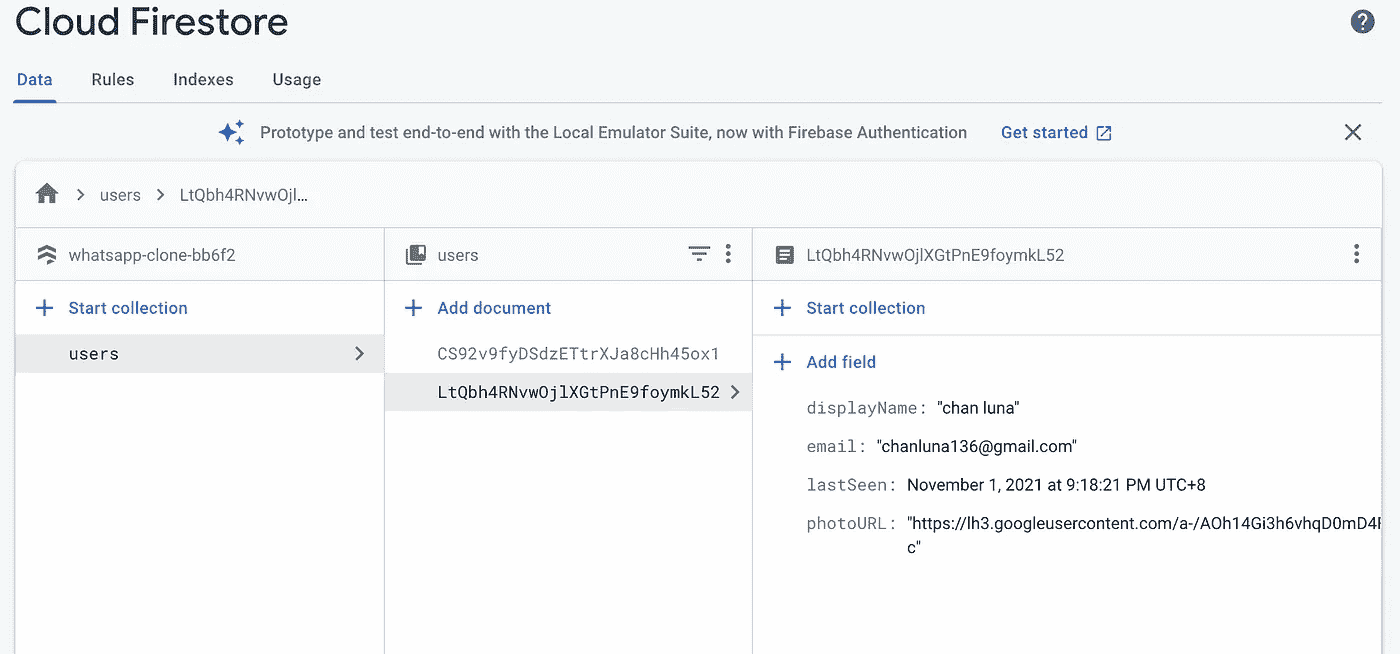 Cloud Firestore
Data Rules Indexes Usage
Prototype and test end-to-end with the Local Emulator Suite, now with Firebase Authentication Get started
users LtQbh4RNvwOjl...
whatsapp-clone-bb6f2
Start collection
users
users
Add document
CS92v9fyDSdzETtrXJa8cHh45ox1
LtQbh4RNvwOjlXGtPnE9foymkL52
LtQbh4RNvwOjlXGtPnE9foymkL52
Start collection
Add field
displayName: "chan luna"
email: "chanluna136@gmail.com"
lastSeen: November 1, 2021 at 9:18:21 PM UTC+8
photoURL: "https://lh3.googleusercontent.com/a-/AOh14Gi3h6vhqD0mD4F
c"